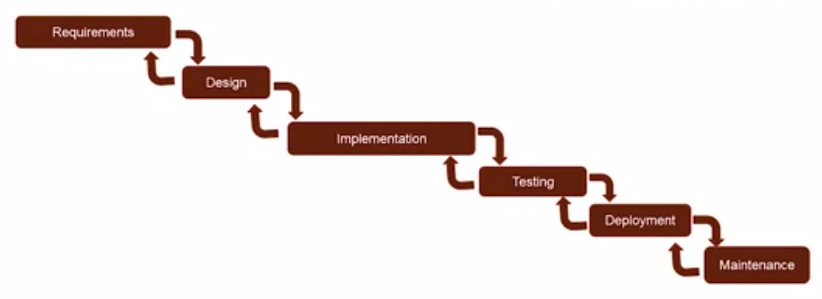 Requirements
Design
Implementation
Testing
Deployment
Maintenance